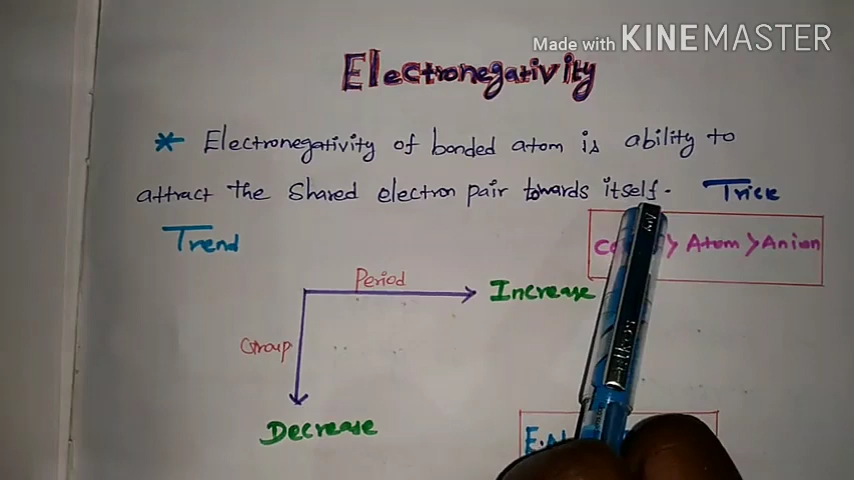 Made with KINEMASTER
Electronegativity
* Electronegativity of bonded atom is ability to
attract the shared electron pair towards itself.
Trick
Trend
> Atom > Anion
Period
Increase
Group
Decrease